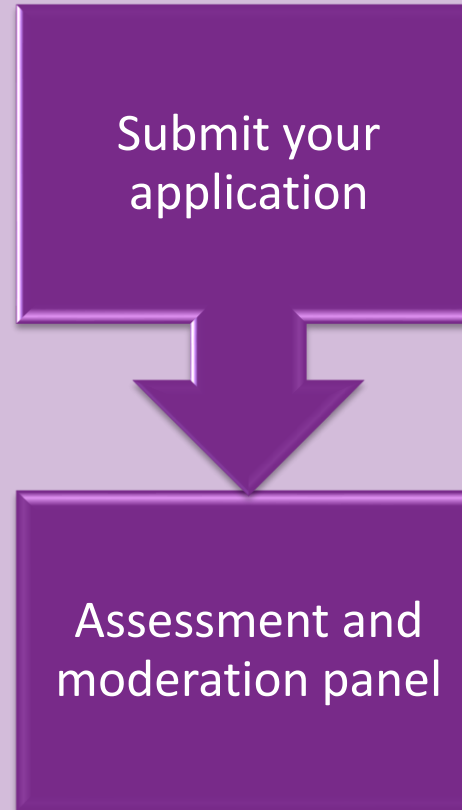 Submit your
application
Assessment and
moderation panel